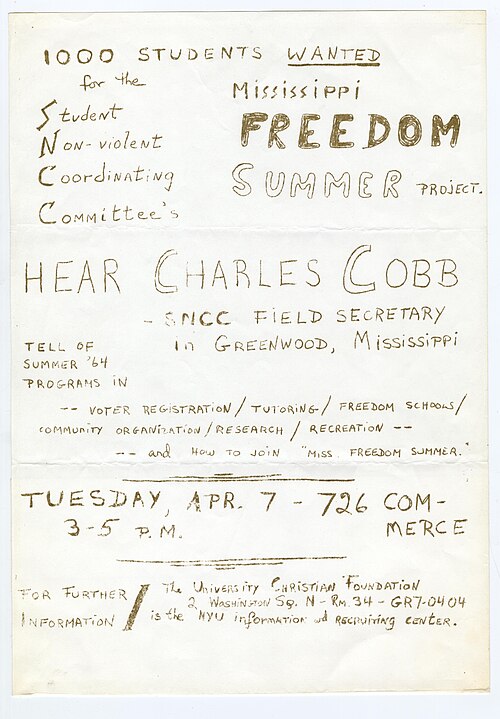 1000 STUDENTS WANTED
for the
Student
Non-violent
Coordinating
Committee's
Mississippi
FREEDOM
SUMMER PROJECT.
HEAR CHARLES COBB
- SNCC FIELD SECRETARY
in GREENWOOD, MISSISSIPPI
TELL OF
SUMMER '64
PROGRAMS IN
-- VOTER REGISTRATION / TUTORING / FREEDOM SCHOOLS /
COMMUNITY ORGANIZATION / RESEARCH / RECREATION --
-- and HOW TO JOIN "MISS. FREEDOM SUMMER."
TUESDAY, APR. 7 - 726 COM-
3-5 P.M. MERCE
FOR FURTHER
INFORMATION /
The UNIVERSITY CHRISTIAN FOUNDATION
2 WASHINGTON SQ. N - RM. 34 - GR7-0404
is the NYU information and RECRUITING CENTER.